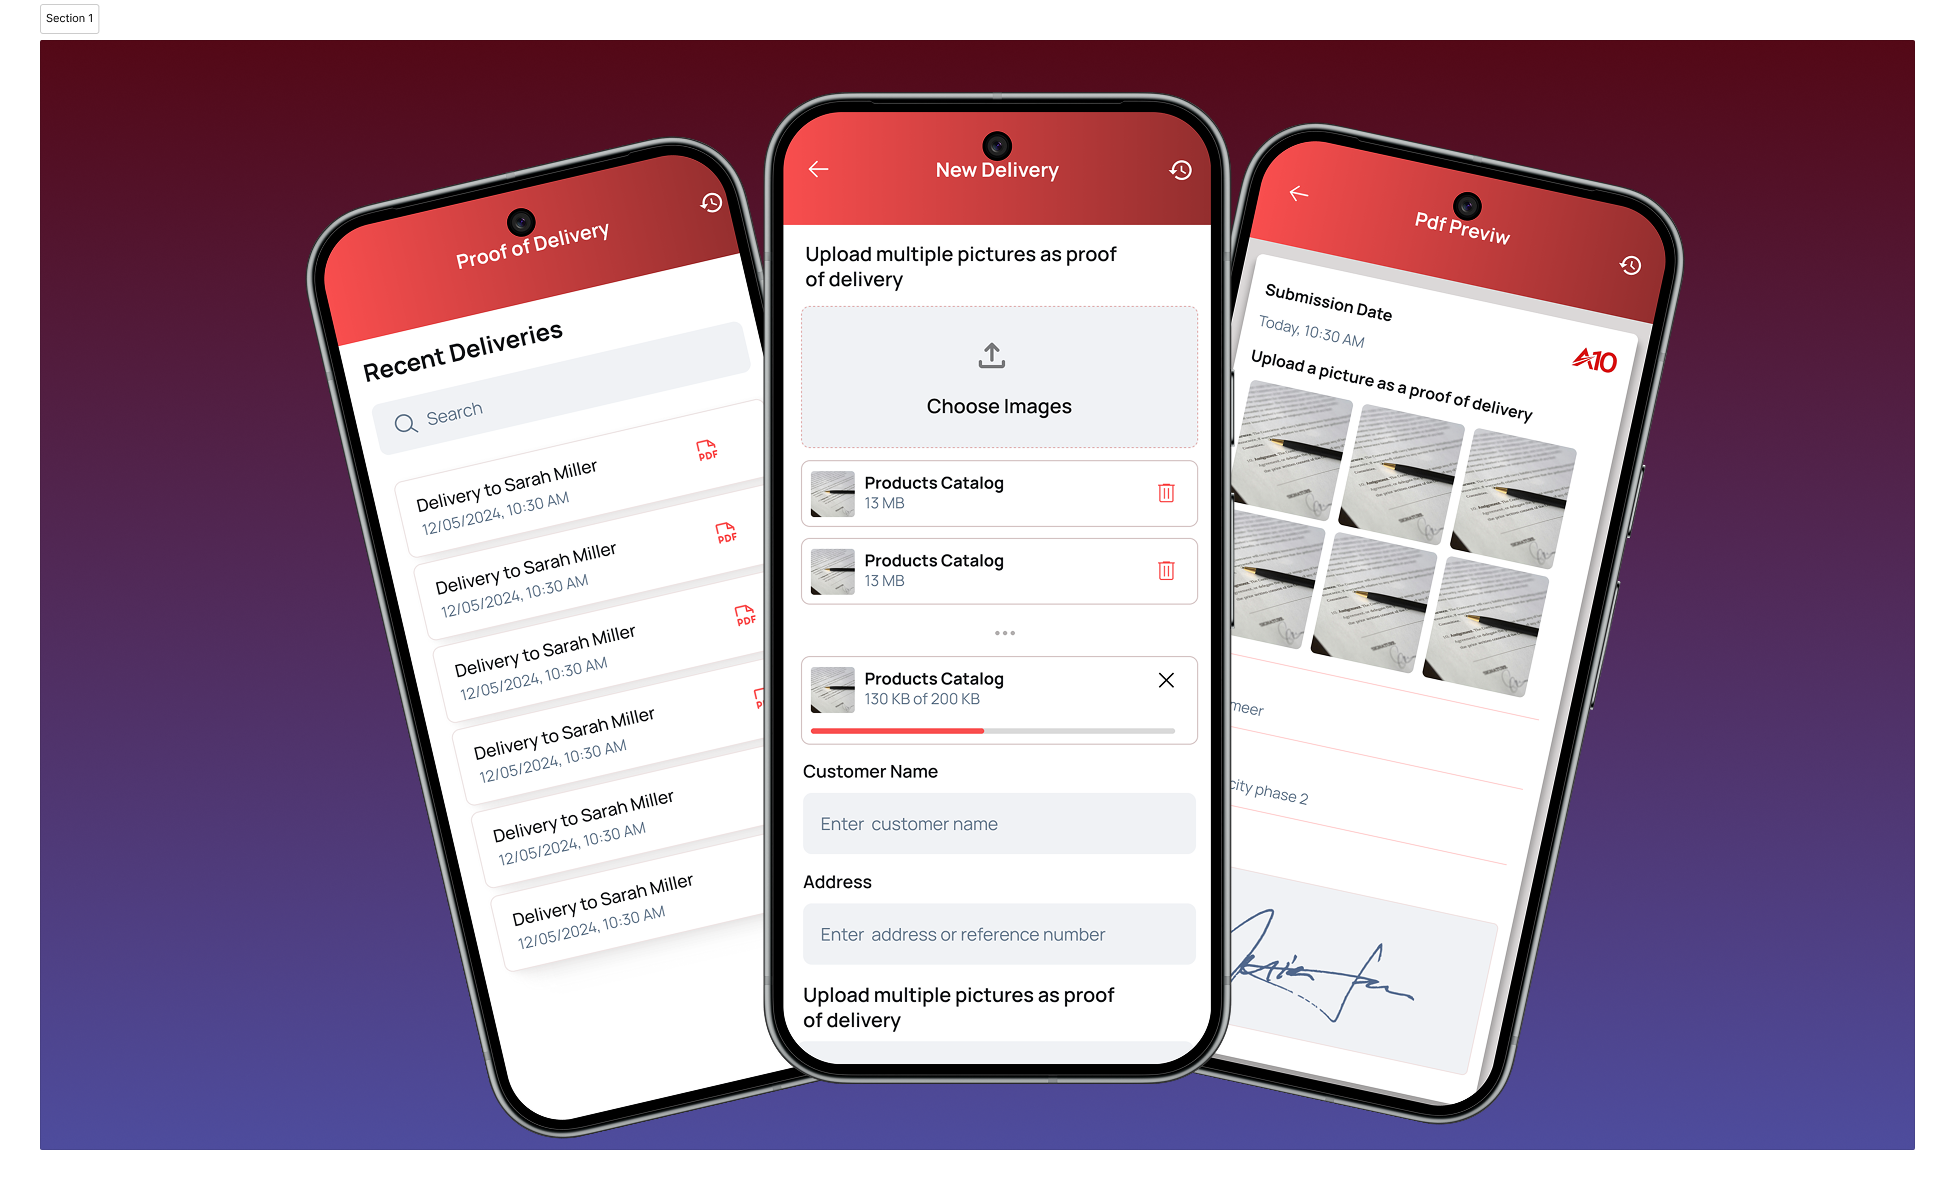 Section 1
Proof of Delivery
Recent Deliveries
Search
Delivery to Sarah Miller
12/05/2024, 10:30 AM
PDF
Delivery to Sarah Miller
12/05/2024, 10:30 AM
PDF
Delivery to Sarah Miller
12/05/2024, 10:30 AM
PDF
Delivery to Sarah Miller
12/05/2024, 10:30 AM
Delivery to Sarah Miller
12/05/2024, 10:30 AM
Delivery to Sarah Miller
12/05/2024, 10:30 AM
New Delivery
Upload multiple pictures as proof
of delivery
Choose Images
Products Catalog
13 MB
Products Catalog
13 MB
...
Products Catalog
130 KB of 200 KB
Customer Name
Enter customer name
Address
Enter address or reference number
Upload multiple pictures as proof
of delivery
Pdf Previw
Submission Date
Today, 10:30 AM
A10
Upload a picture as a proof of delivery
meer
city phase 2